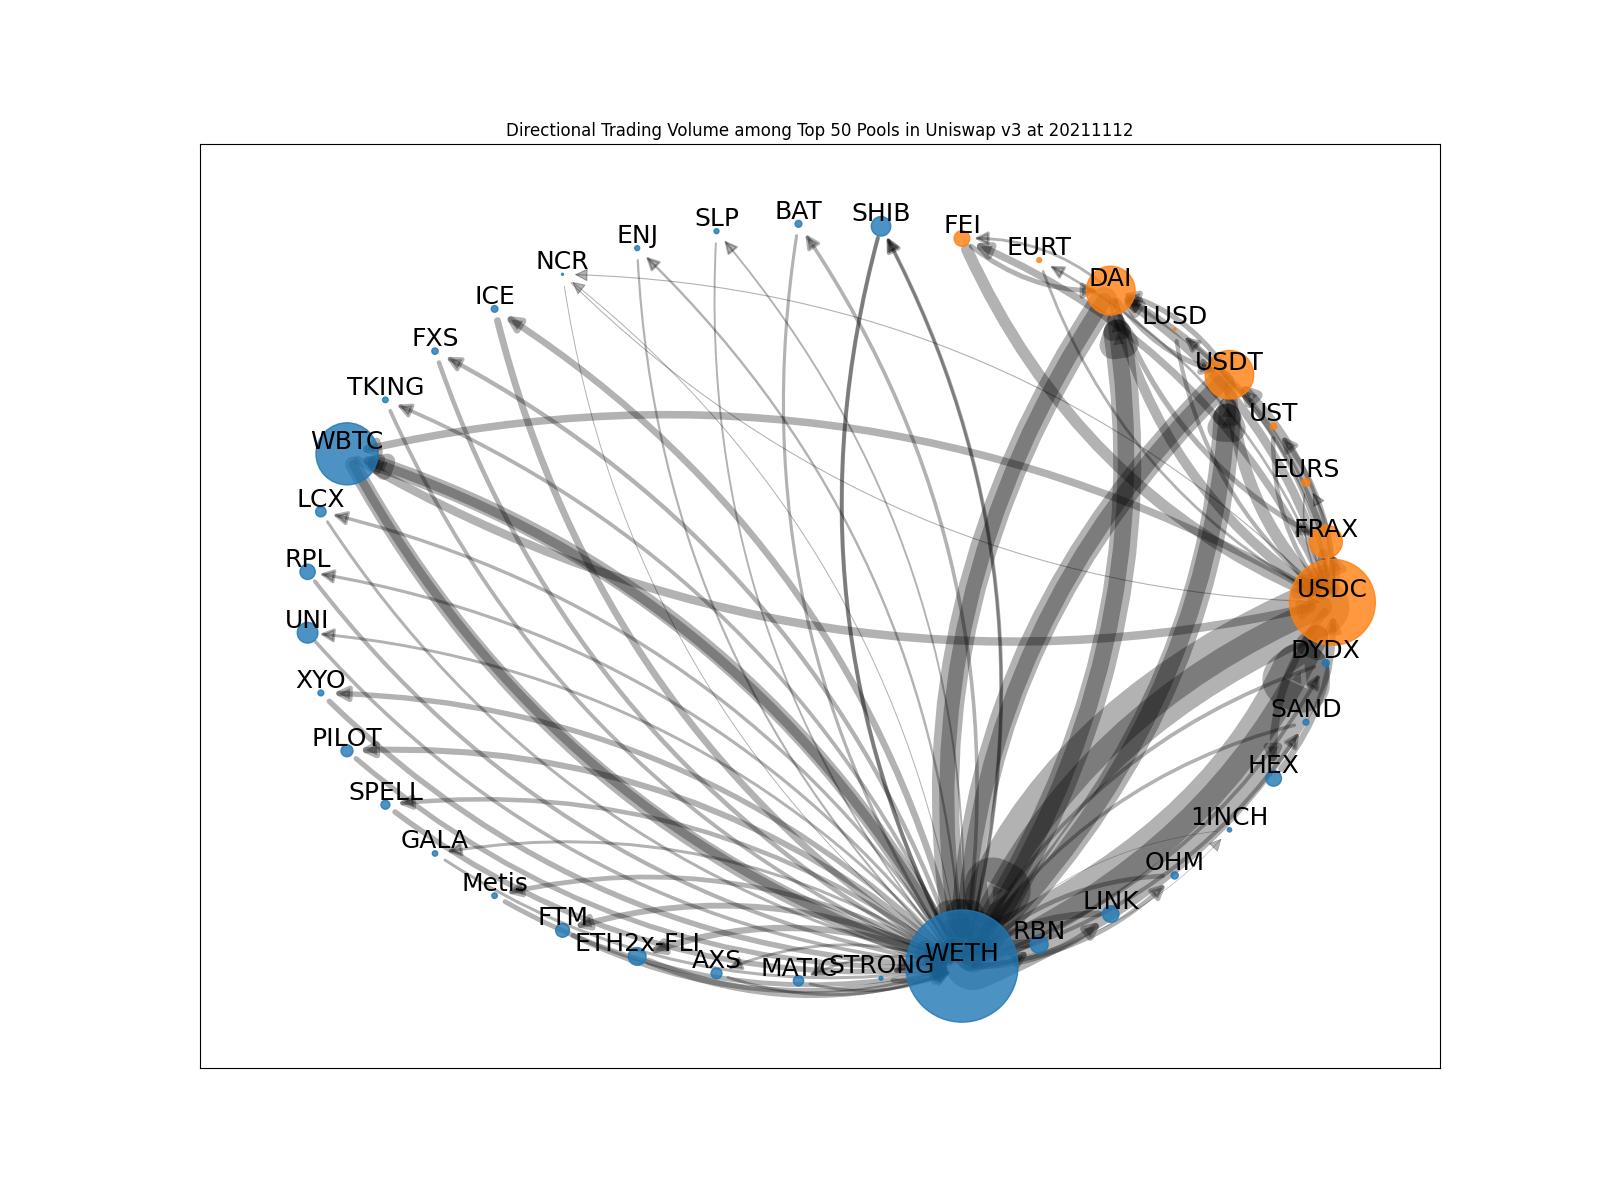 Directional Trading Volume among Top 50 Pools in Uniswap v3 at 20211112
SHIB
BAT
SLP
ENJ
NCR
ICE
FXS
TKING
WBTC
LCX
RPL
UNI
XYO
PILOT
SPELL
GALA
Metis
FTM
ETH2x-FLI
AXS
MATIC
STRONG
WETH
RBN
LINK
OHM
1INCH
HEX
SAND
DYDX
USDC
FRAX
EURS
UST
USDT
LUSD
DAI
EURT
FEI